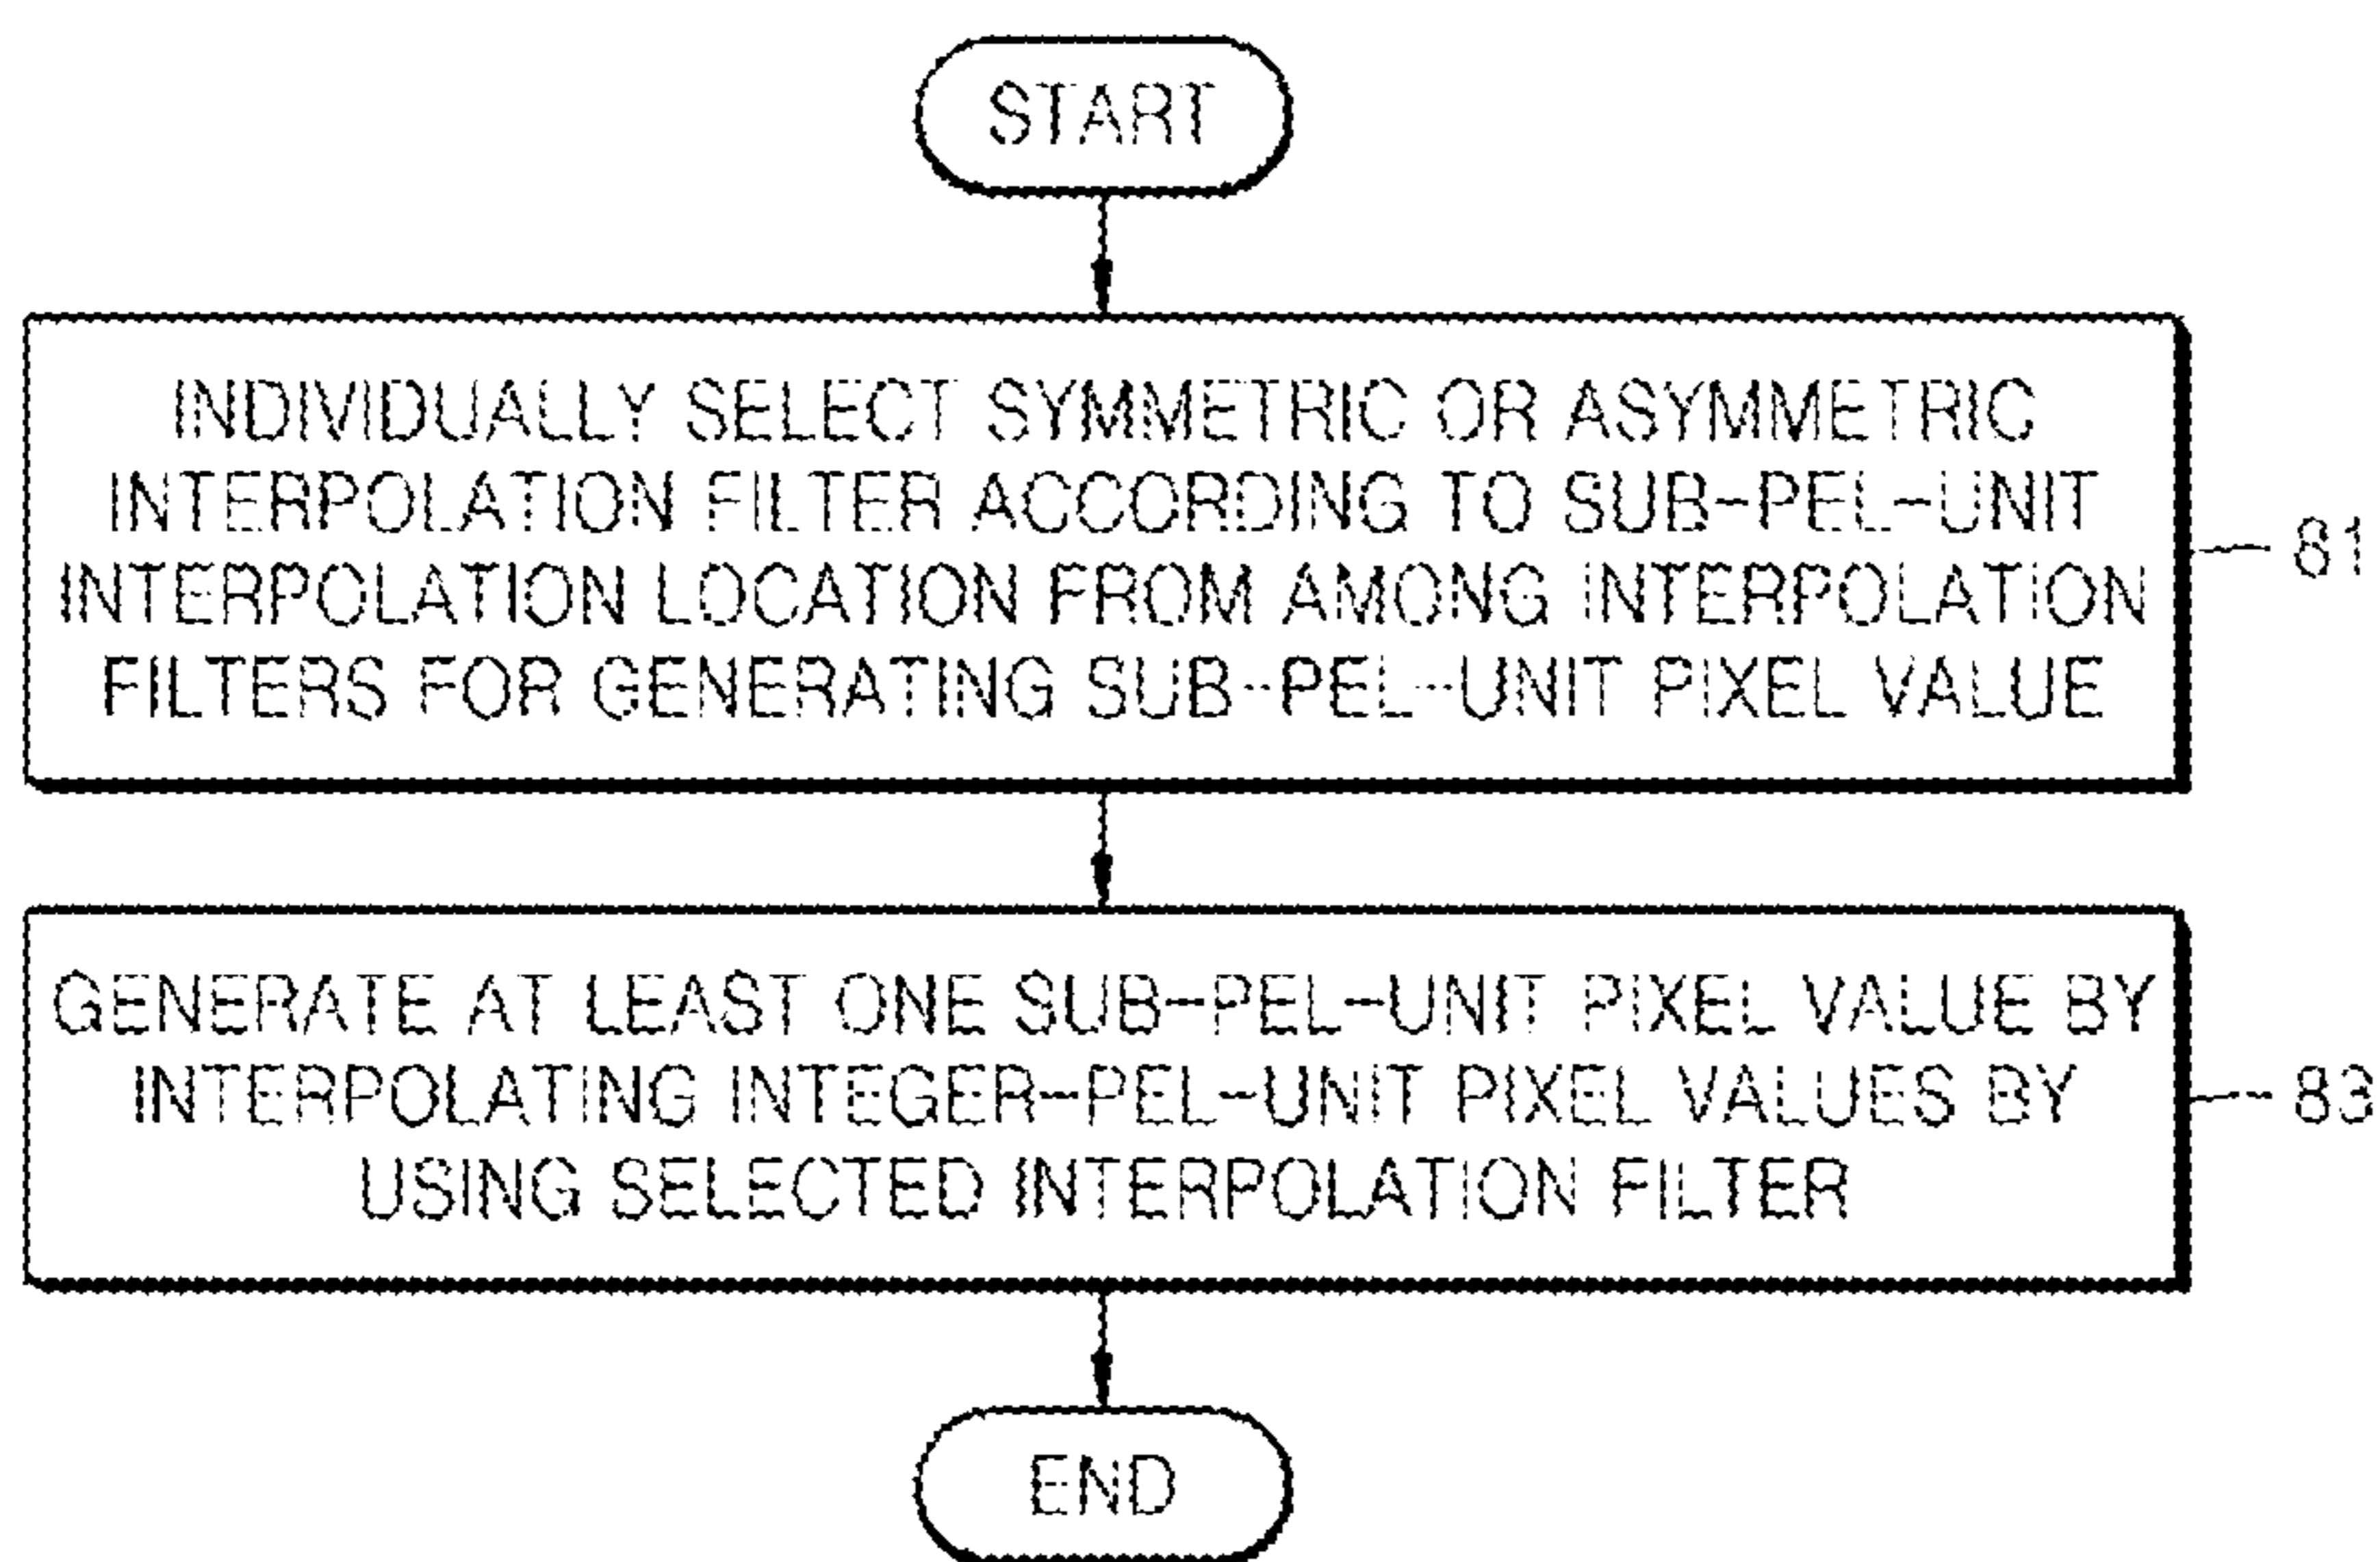 START
INDIVIDUALLY SELECT SYMMETRIC OR ASYMMETRIC
INTERPOLATION FILTER ACCORDING TO SUB-PEL-UNIT
INTERPOLATION LOCATION FROM AMONG INTERPOLATION
FILTERS FOR GENERATING SUB-PEL-UNIT PIXEL VALUE
81
GENERATE AT LEAST ONE SUB-PEL-UNIT PIXEL VALUE BY
INTERPOLATING INTEGER-PEL-UNIT PIXEL VALUES BY
USING SELECTED INTERPOLATION FILTER
83
END